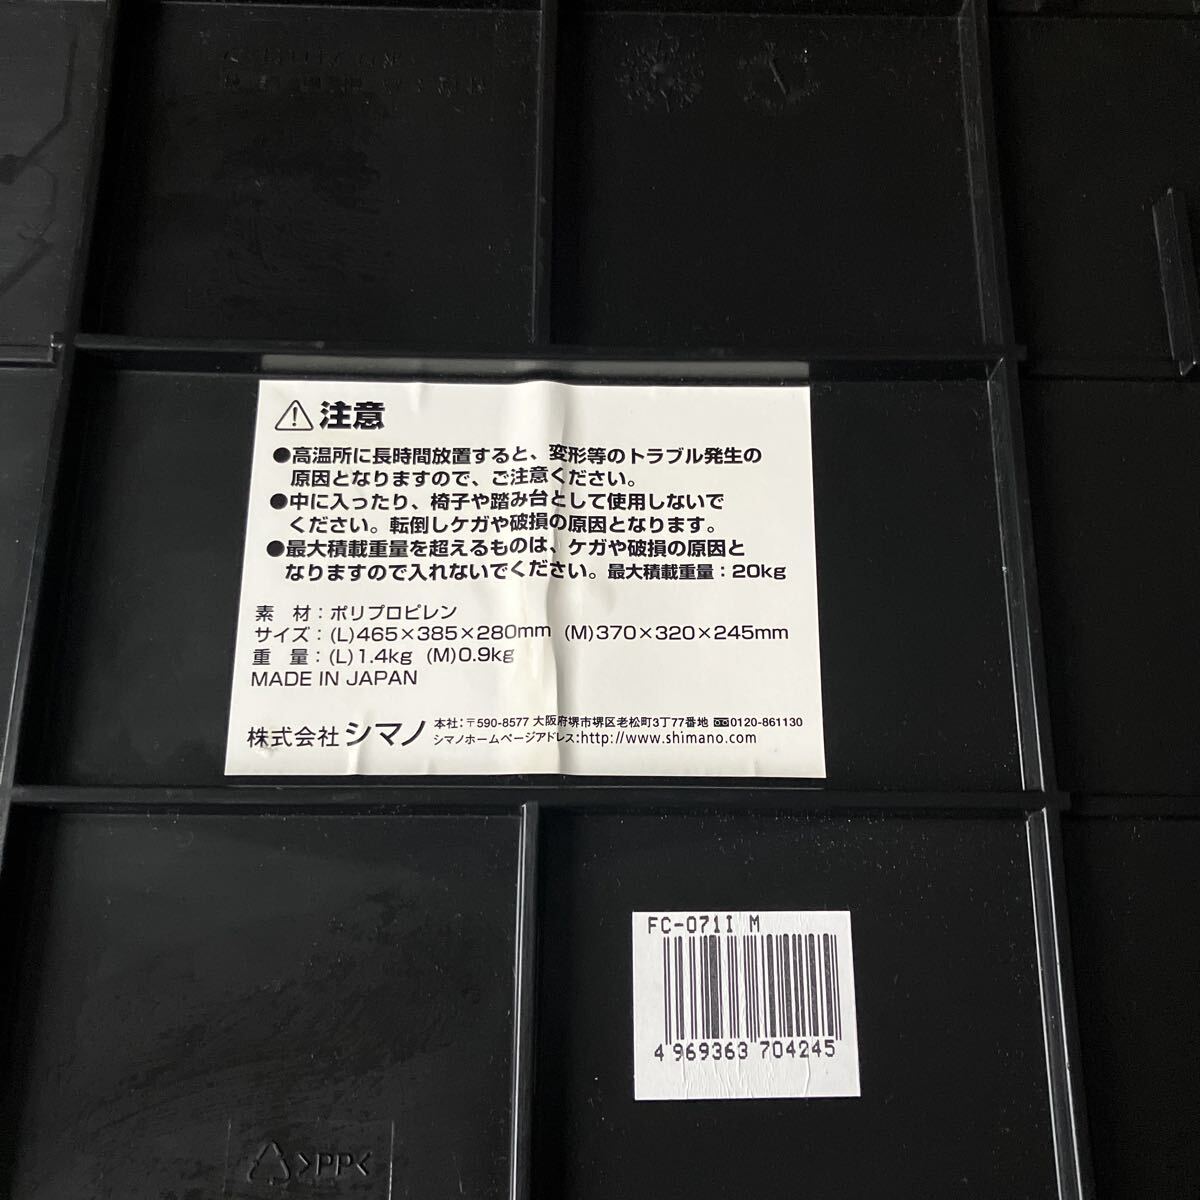 ⚠注意
●高温所に長時間放置すると、変形等のトラブル発生の
原因となりますので、ご注意ください。
●中に入ったり、椅子や踏み台として使用しないで
ください。転倒しケガや破損の原因となります。
●最大積載重量を超えるものは、ケガや破損の原因と
なりますので入れないでください。最大積載重量：20kg
素　材：ポリプロピレン
サイズ：(L)465×385×280mm (M)370×320×245mm
重　量：(L)1.4kg (M)0.9kg
MADE IN JAPAN
株式会社シマノ
本社：〒590-8577 大阪府堺市堺区老松町3丁77番地 0120-861130
シマノホームページアドレス:http://www.shimano.com
FC-071I M
4 969363 704245
>PP<